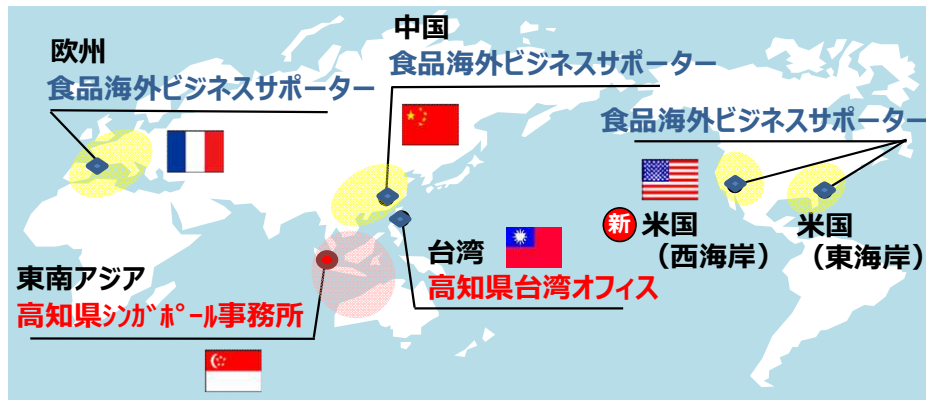 欧州
食品海外ビジネスサポーター
中国
食品海外ビジネスサポーター
食品海外ビジネスサポーター
新
米国
（西海岸）
米国
（東海岸）
台湾
高知県台湾オフィス
東南アジア
高知県ｼﾝｶﾞﾎﾟｰﾙ事務所